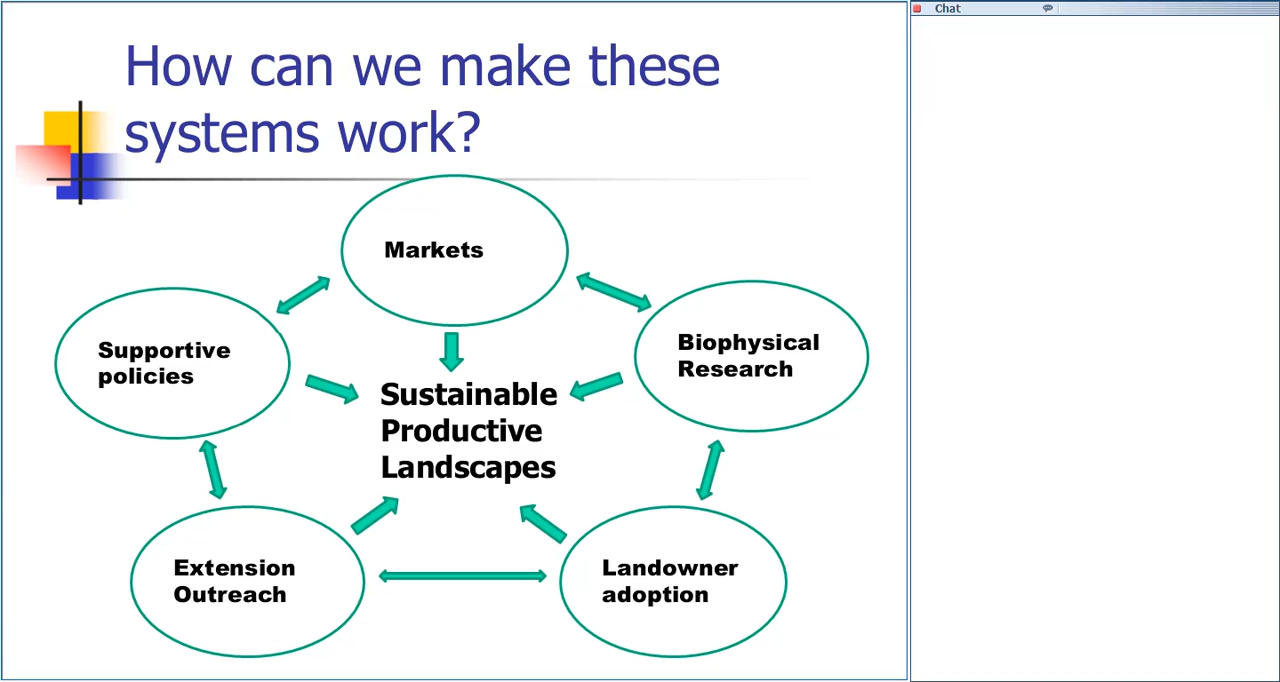 How can we make these
systems work?
Chat
Markets
Supportive
policies
Biophysical
Research
Sustainable
Productive
Landscapes
Extension
Outreach
Landowner
adoption